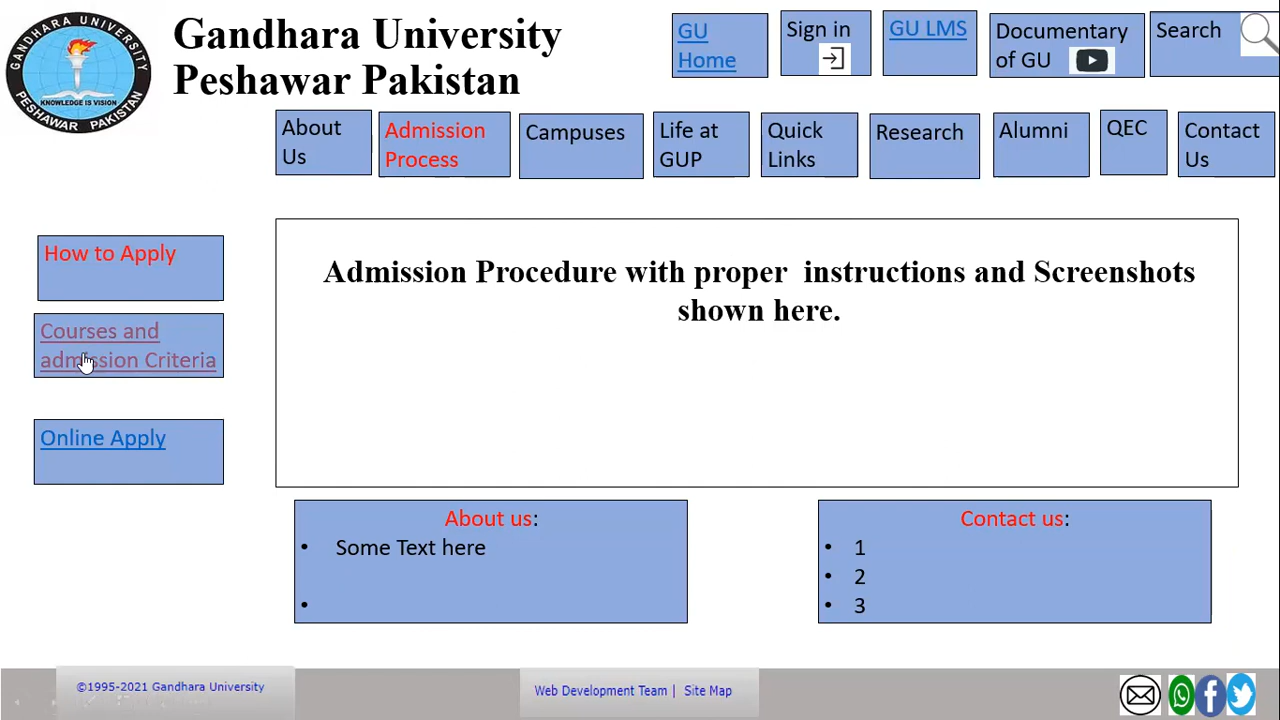 GANDHARA UNIVERSITY
KNOWLEDGE IS VISION
PESHAWAR PAKISTAN
Gandhara University
Peshawar Pakistan
GU
Home
Sign in
GU LMS
Documentary
of GU
Search
About
Us
Admission
Process
Campuses
Life at
GUP
Quick
Links
Research
Alumni
QEC
Contact
Us
How to Apply
Courses and
admission Criteria
Online Apply
Admission Procedure with proper  instructions and Screenshots
shown here.
About us:
• Some Text here
•
Contact us:
• 1
• 2
• 3
©1995-2021 Gandhara University
Web Development Team | Site Map